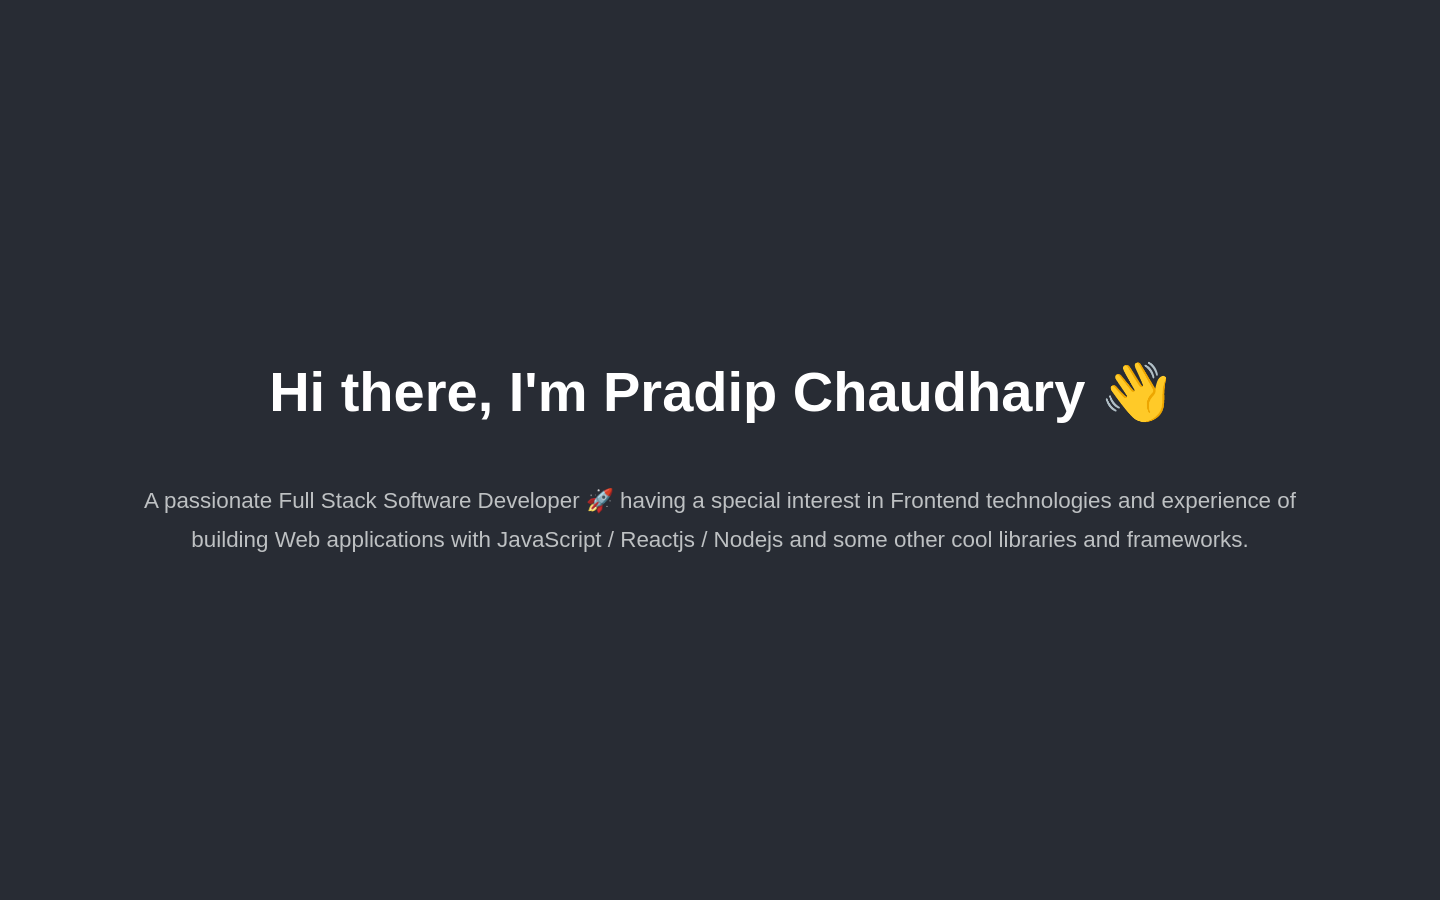 Hi there, I'm Pradip Chaudhary 👋
A passionate Full Stack Software Developer 🚀 having a special interest in Frontend technologies and experience of
building Web applications with JavaScript / Reactjs / Nodejs and some other cool libraries and frameworks.